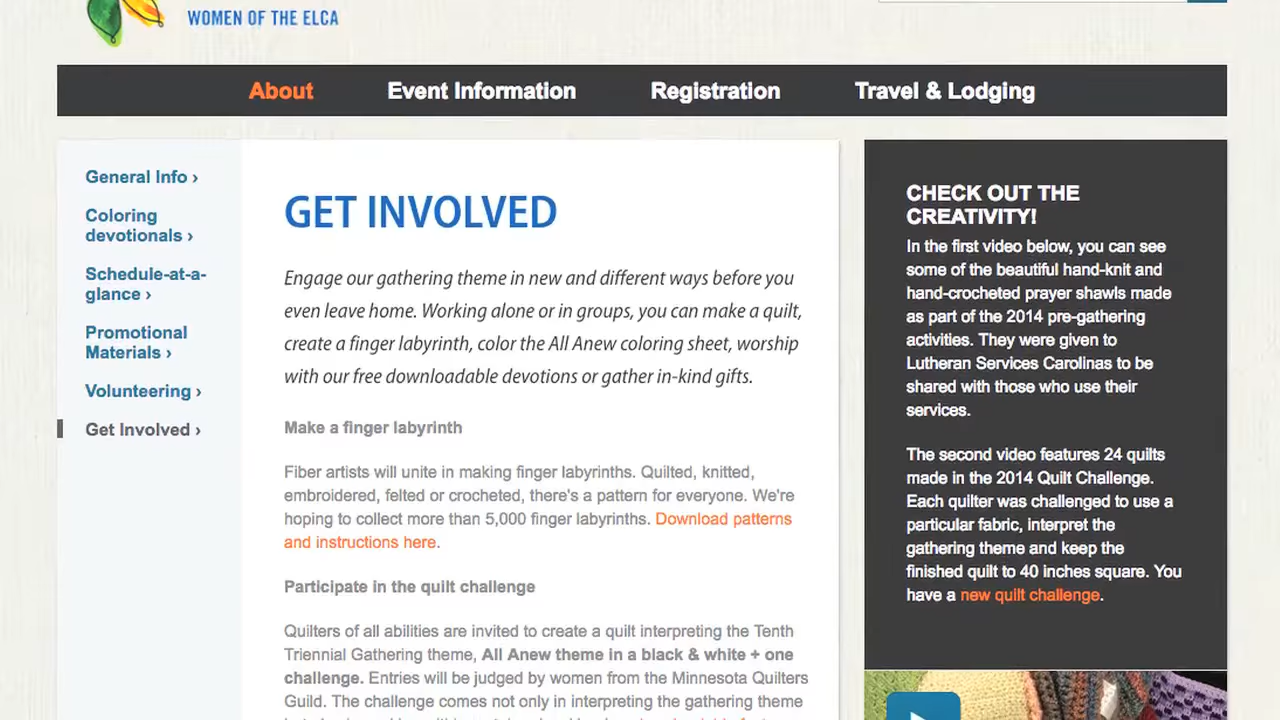 WOMEN OF THE ELCA
About
Event Information
Registration
Travel & Lodging
General Info ›
Coloring
devotionals ›
Schedule-at-a-
glance ›
Promotional
Materials ›
Volunteering ›
Get Involved ›
GET INVOLVED
Engage our gathering theme in new and different ways before you
even leave home. Working alone or in groups, you can make a quilt,
create a finger labyrinth, color the All Anew coloring sheet, worship
with our free downloadable devotions or gather in-kind gifts.
Make a finger labyrinth
Fiber artists will unite in making finger labyrinths. Quilted, knitted,
embroidered, felted or crocheted, there's a pattern for everyone. We're
hoping to collect more than 5,000 finger labyrinths. Download patterns
and instructions here.
Participate in the quilt challenge
Quilters of all abilities are invited to create a quilt interpreting the Tenth
Triennial Gathering theme, All Anew theme in a black & white + one
challenge. Entries will be judged by women from the Minnesota Quilters
Guild. The challenge comes not only in interpreting the gathering theme
CHECK OUT THE
CREATIVITY!
In the first video below, you can see
some of the beautiful hand-knit and
hand-crocheted prayer shawls made
as part of the 2014 pre-gathering
activities. They were given to
Lutheran Services Carolinas to be
shared with those who use their
services.
The second video features 24 quilts
made in the 2014 Quilt Challenge.
Each quilter was challenged to use a
particular fabric, interpret the
gathering theme and keep the
finished quilt to 40 inches square. You
have a new quilt challenge.